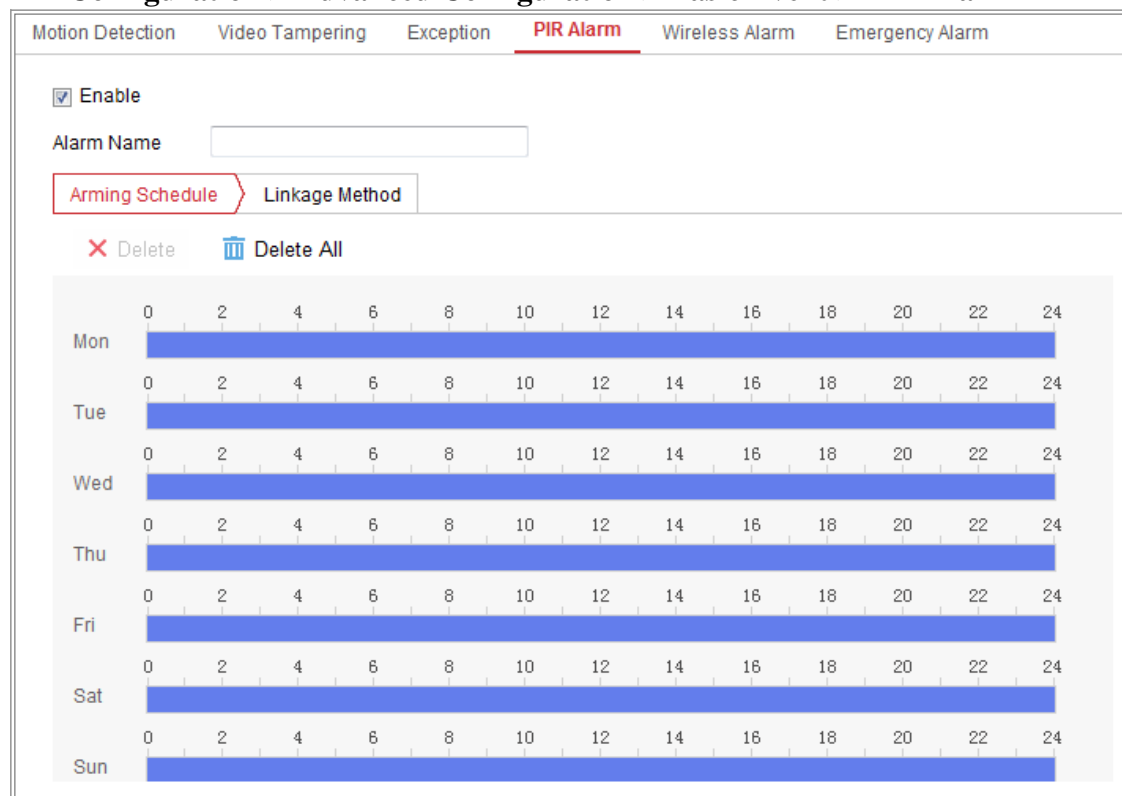 Motion Detection Video Tampering Exception PIR Alarm Wireless Alarm Emergency Alarm
Enable
Alarm Name
Arming Schedule Linkage Method
Delete Delete All
0 2 4 6 8 10 12 14 16 18 20 22 24
Mon
0 2 4 6 8 10 12 14 16 18 20 22 24
Tue
0 2 4 6 8 10 12 14 16 18 20 22 24
Wed
0 2 4 6 8 10 12 14 16 18 20 22 24
Thu
0 2 4 6 8 10 12 14 16 18 20 22 24
Fri
0 2 4 6 8 10 12 14 16 18 20 22 24
Sat
0 2 4 6 8 10 12 14 16 18 20 22 24
Sun